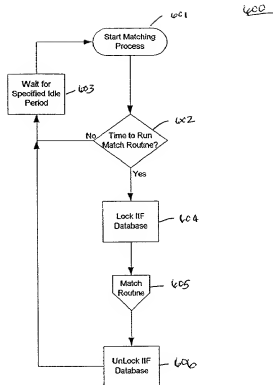 600
601
Start Matching
Process
Wait for
Specified Idle
Period
603
602
No
Time to Run
Match Routine?
Yes
Lock IIF
Database
604
Match
Routine
605
UnLock IIF
Database
606